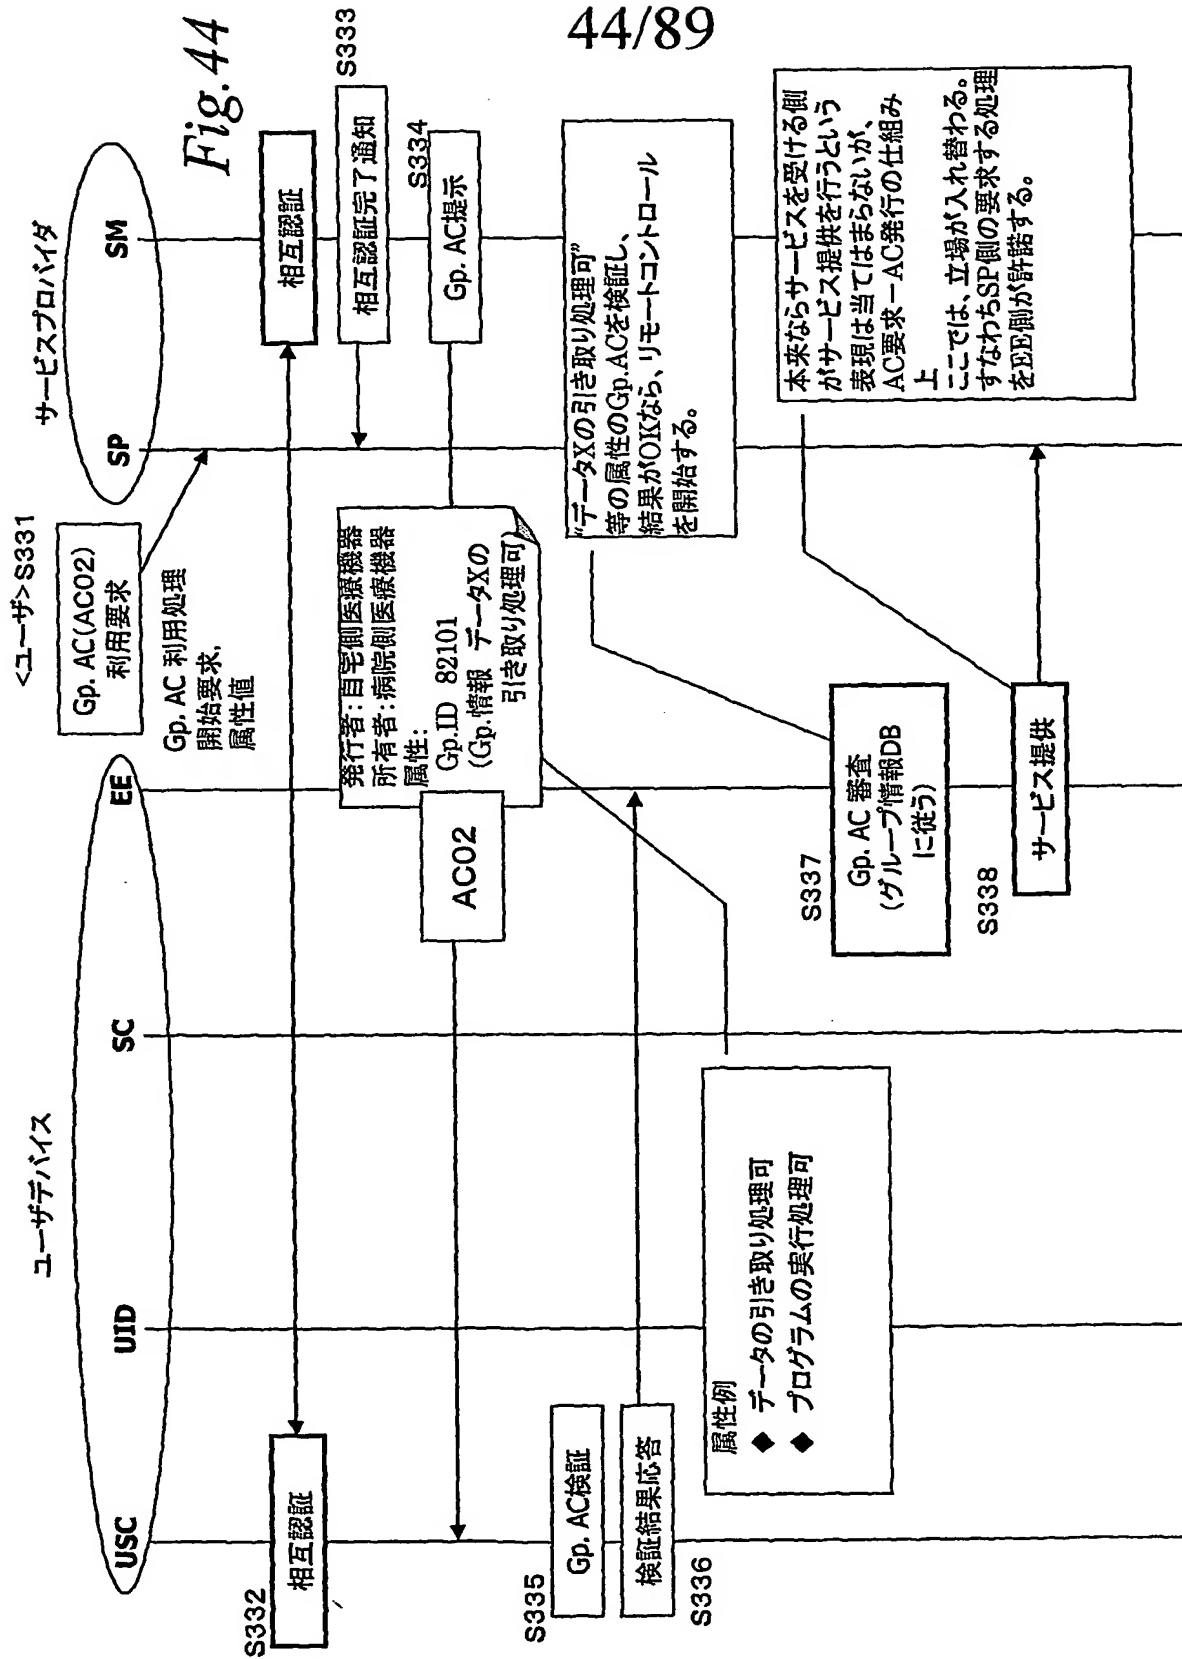 44/89
Fig.44
ユーザデバイス
サービスプロバイダ
USC
UID
SC
EE
SP
SM
<ユーザ>S331
Gp. AC(AC02)
利用要求
Gp. AC 利用処理
開始要求,
属性値
S332
相互認証
相互認証
S333
相互認証完了通知
S334
Gp. AC提示
発行者:自宅側医療機器
所有者:病院側医療機器
属性:
Gp.ID 82101
(Gp.情報 データXの
引き取り処理可)
AC02
S335
Gp. AC検証
検証結果応答
S336
“データXの引き取り処理可”
等の属性のGp.ACを検証し、
結果がOKなら、リモートコントロール
を開始する。
属性例
◆ データの引き取り処理可
◆ プログラムの実行処理可
S337
Gp. AC 審査
(グループ情報DB
に従う)
S338
サービス提供
本来ならサービスを受ける側
がサービス提供を行うという
表現は当てはまらないが、
AC要求-AC発行の仕組み
上
ここでは、立場が入れ替わる。
すなわちSP側の要求する処理
をEE側が許諾する。